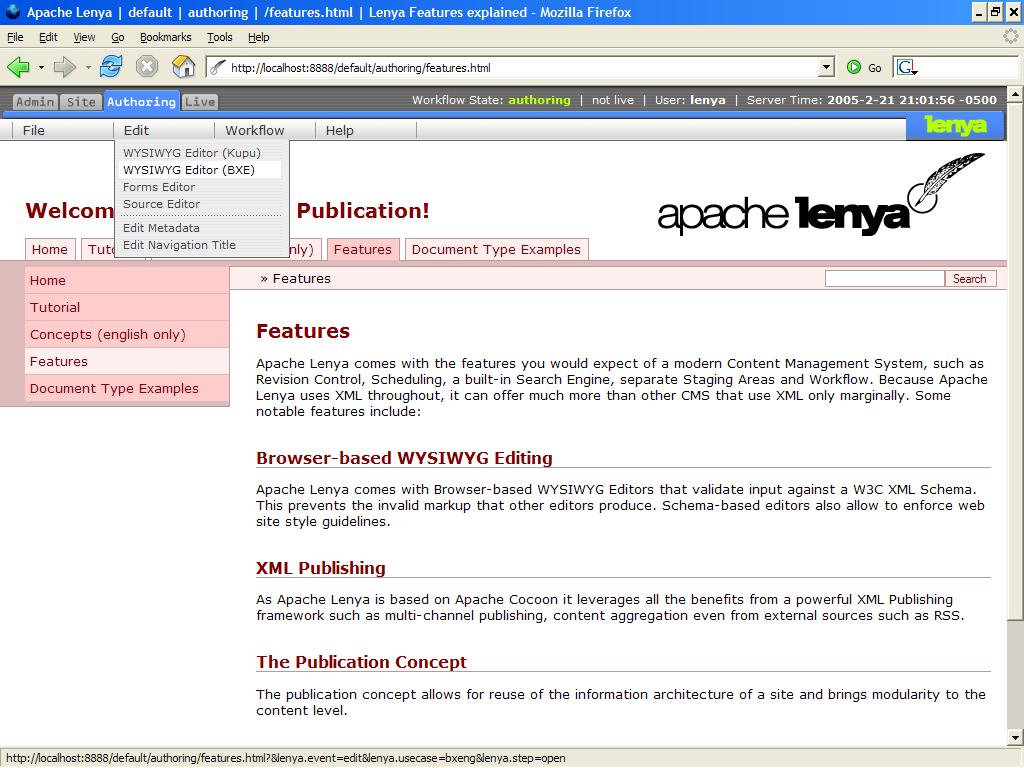 Apache Lenya | default | authoring | /features.html | Lenya Features explained - Mozilla Firefox
File Edit View Go Bookmarks Tools Help
http://localhost:8888/default/authoring/features.html Go G
Admin Site Authoring Live Workflow State: authoring | not live | User: lenya | Server Time: 2005-2-21 21:01:56 -0500
File Edit Workflow Help lenya
WYSIWYG Editor (Kupu)
WYSIWYG Editor (BXE)
Forms Editor
Source Editor
Edit Metadata
Edit Navigation Title
Welcom Publication!
apache lenya
Home Tuto nly) Features Document Type Examples
Home
Tutorial
Concepts (english only)
Features
Document Type Examples
» Features Search
Features
Apache Lenya comes with the features you would expect of a modern Content Management System, such as
Revision Control, Scheduling, a built-in Search Engine, separate Staging Areas and Workflow. Because Apache
Lenya uses XML throughout, it can offer much more than other CMS that use XML only marginally. Some
notable features include:
Browser-based WYSIWYG Editing
Apache Lenya comes with Browser-based WYSIWYG Editors that validate input against a W3C XML Schema.
This prevents the invalid markup that other editors produce. Schema-based editors also allow to enforce web
site style guidelines.
XML Publishing
As Apache Lenya is based on Apache Cocoon it leverages all the benefits from a powerful XML Publishing
framework such as multi-channel publishing, content aggregation even from external sources such as RSS.
The Publication Concept
The publication concept allows for reuse of the information architecture of a site and brings modularity to the
content level.
http://localhost:8888/default/authoring/features.html?&lenya.event=edit&lenya.usecase=bxeng&lenya.step=open